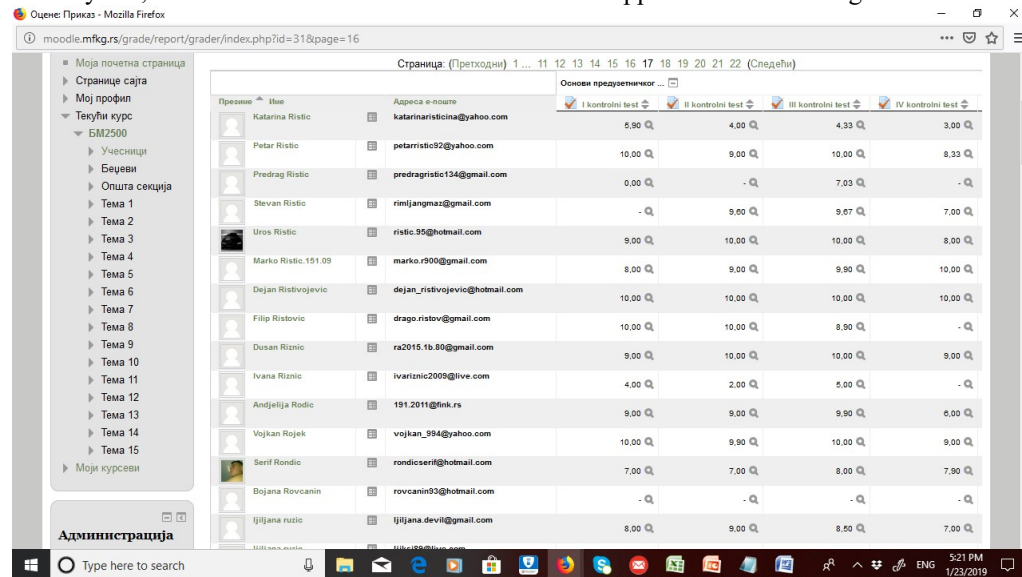 Оцене: Приказ - Mozilla Firefox
moodle.mfkg.rs/grade/report/grader/index.php?id=31&page=16
Моја почетна страница
Странице сајта
Мој профил
Текући курс
БМ2500
Учесници
Беџеви
Општа секција
Тема 1
Тема 2
Тема 3
Тема 4
Тема 5
Тема 6
Тема 7
Тема 8
Тема 9
Тема 10
Тема 11
Тема 12
Тема 13
Тема 14
Тема 15
Моји курсеви
Администрација
Страница: (Претходни) 1 ... 11 12 13 14 15 16 17 18 19 20 21 22 (Следећи)
Основи предузетничког ...
Презиме Име Адреса е-поште I kontrolni test II kontrolni test III kontrolni test IV kontrolni test
Katarina Ristic katarinaristicina@yahoo.com 5,90 4,00 4,33 3,00
Petar Ristic petarristic92@yahoo.com 10,00 9,00 10,00 8,33
Predrag Ristic predragristic134@gmail.com 0,00 - 7,03 -
Stevan Ristic rimljangmaz@gmail.com - 9,60 9,67 7,00
Uros Ristic ristic.95@hotmail.com 9,00 10,00 10,00 8,00
Marko Ristic.151.09 marko.r900@gmail.com 8,00 9,00 9,90 10,00
Dejan Ristivojevic dejan_ristivojevic@hotmail.com 10,00 10,00 10,00 10,00
Filip Ristovic drago.ristov@gmail.com 10,00 10,00 8,90 -
Dusan Riznic ra2015.1b.80@gmail.com 9,00 10,00 10,00 9,00
Ivana Riznic ivariznic2009@live.com 4,00 2,00 5,00 -
Andjelija Rodic 191.2011@fink.rs 9,00 9,00 9,90 6,00
Vojkan Rojek vojkan_994@yahoo.com 10,00 9,90 10,00 9,00
Serif Rondic rondicserif@hotmail.com 7,00 7,00 8,00 7,90
Bojana Rovcanin rovcanin93@hotmail.com - - - -
ljiljana ruzic ljiljana.devil@gmail.com 8,00 9,00 8,50 7,00
Type here to search
ENG
5:21 PM
1/23/2019